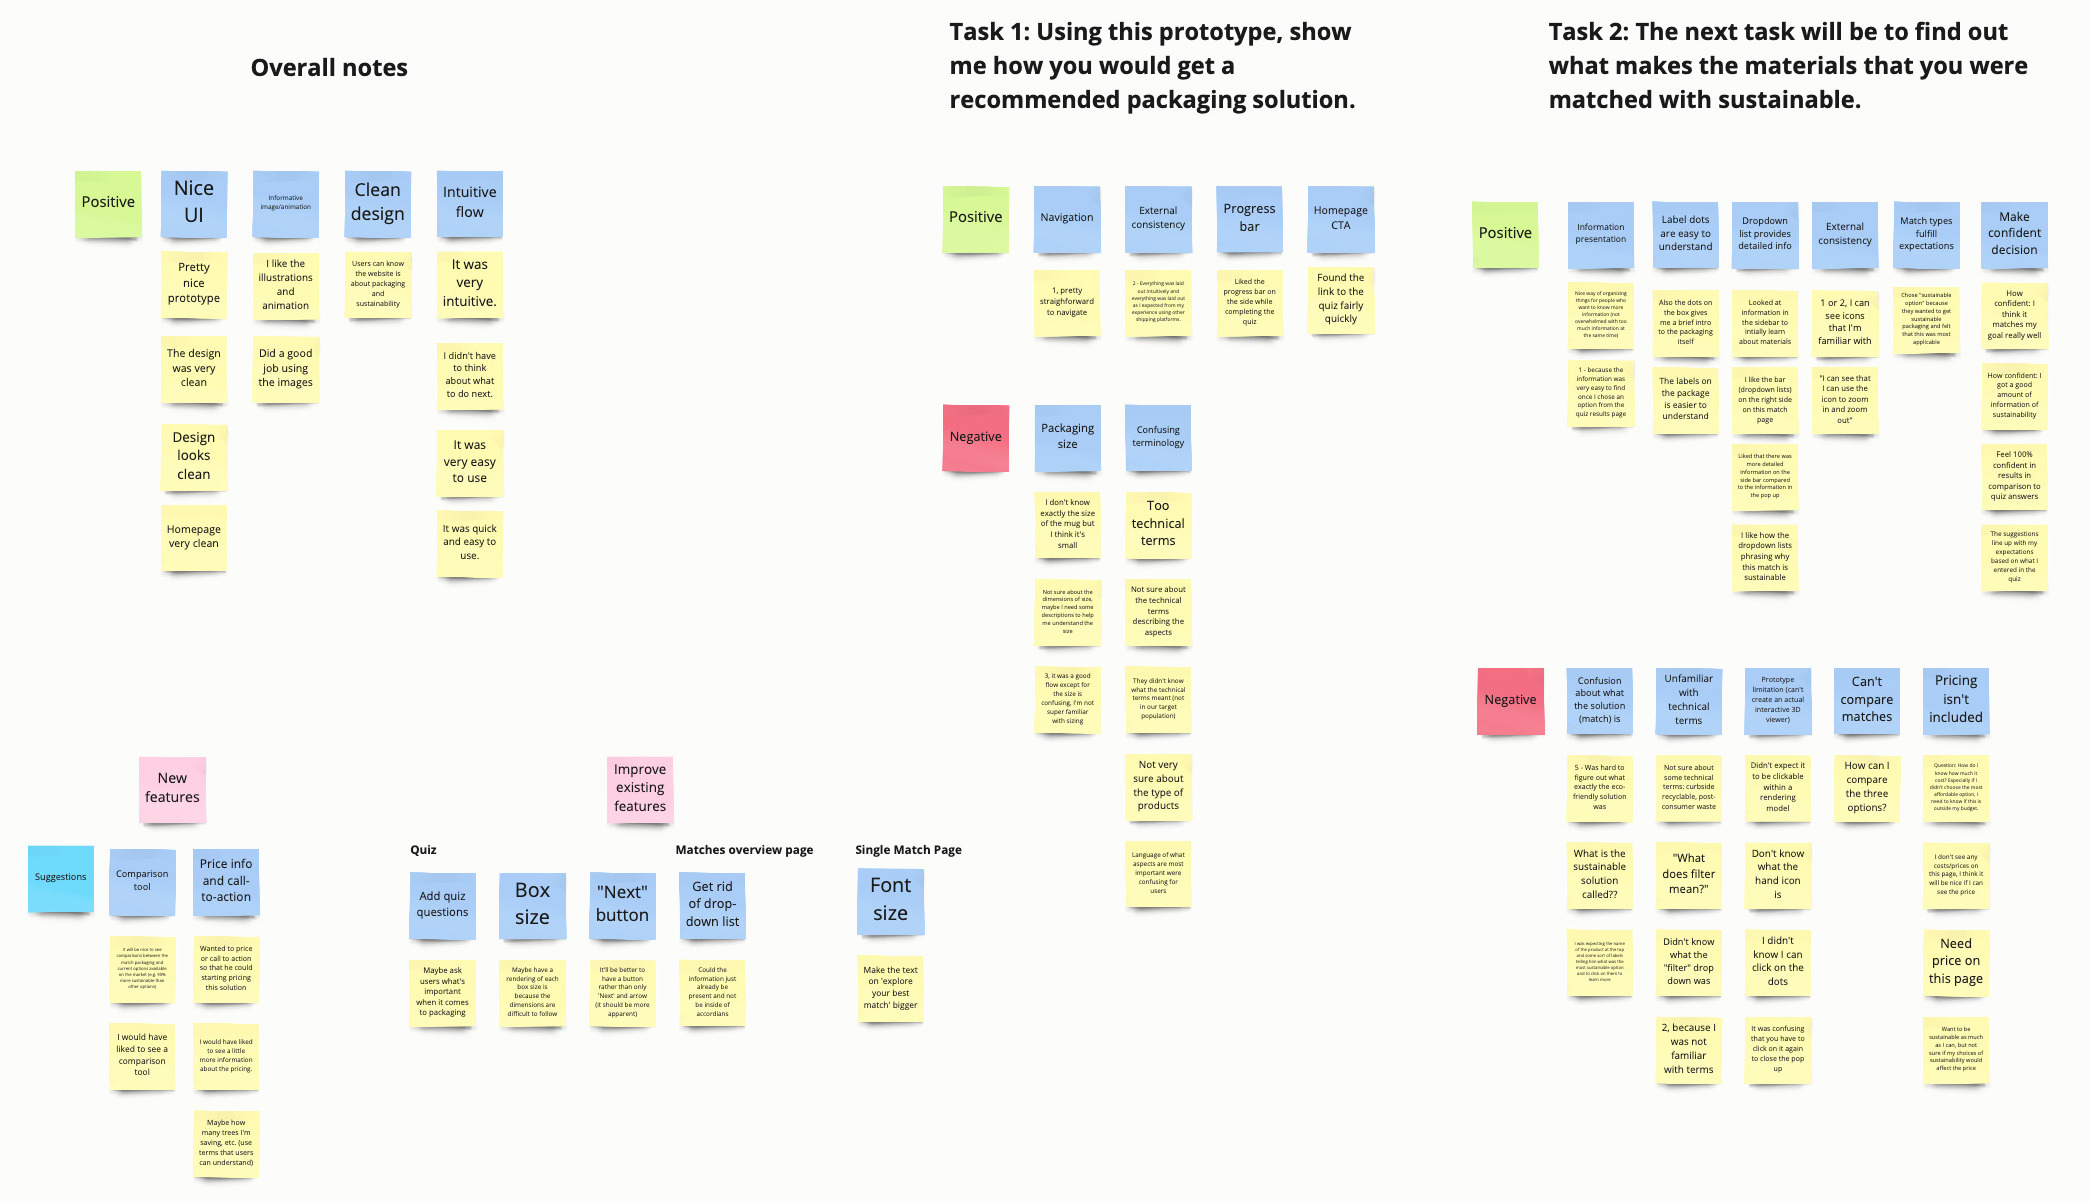 Overall notes
Positive
Nice
UI
Pretty
nice
prototype
The design
was very
clean
Design
looks
clean
Homepage
very clean
Informative
image/animation
I like the
illustrations
and
animation
Did a good
job using
the images
Clean
design
Users can know
the website is
about packaging
and
sustainability
Intuitive
flow
It was
very
intuitive.
I didn't have
to think
about what
to do next.
It was
very easy
to use
It was quick
and easy to
use.
New
features
Suggestions
Comparison
tool
It will be nice to see
comparisons between the
match packaging and
current options available
on the market (e.g. 95%
more sustainable than
other options)
I would have
liked to see a
comparison
tool
Price info
and call-
to-action
Wanted to price
or call to action
so that he could
starting pricing
this solution
I would have liked
to see a little
more information
about the pricing.
Maybe how
many trees I'm
saving, etc. (use
terms that users
can understand)
Improve
existing
features
Quiz
Add quiz
questions
Maybe ask
users what's
important
when it comes
to packaging
Box
size
Maybe have a
rendering of each
box size is
because the
dimensions are
difficult to follow
"Next"
button
It'll be better to
have a button
rather than only
'Next' and arrow
(it should be more
apparent)
Matches overview page
Get rid
of drop-
down list
Could the
information just
already be
present and not
be inside of
accordians
Single Match Page
Font
size
Make the text
on 'explore
your best
match' bigger
Task 1: Using this prototype, show
me how you would get a
recommended packaging solution.
Positive
Navigation
1, pretty
straighforward
to navigate
External
consistency
2 - Everything was laid
out intuitively and
everything was laid out
as I expected from my
experience using other
shipping platforms.
Progress
bar
Liked the
progress bar on
the side while
completing the
quiz
Homepage
CTA
Found the
link to the
quiz fairly
quickly
Negative
Packaging
size
I don't know
exactly the size
of the mug but
I think it's
small
Not sure about the
dimensions of size,
maybe I need some
descriptions to help
me understand the
size
3, it was a good
flow except for
the size is
confusing, I'm not
super familiar
with sizing
Confusing
terminology
Too
technical
terms
Not sure about
the technical
terms
describing the
aspects
They didn't know
what the technical
terms meant (not
in our target
population)
Not very
sure about
the type of
products
Language of what
aspects are most
important were
confusing for
users
Task 2: The next task will be to find out
what makes the materials that you were
matched with sustainable.
Positive
Information
presentation
Nice way of organizing
things for people who
want to know more
information (not
overwhelmed with too
much information at
the same time)
1 - because the
information was
very easy to find
once I chose an
option from the
quiz results page
Label dots
are easy to
understand
Also the dots on
the box gives
me a brief intro
to the packaging
itself
The labels on
the package
is easier to
understand
Dropdown
list provides
detailed info
Looked at
information in
the sidebar to
intially learn
about materials
I like the bar
(dropdown lists)
on the right side
on this match
page
Liked that there was
more detailed
information on the
side bar compared
to the information in
the pop up
I like how the
dropdown lists
phrasing why
this match is
sustainable
External
consistency
1 or 2, I can
see icons
that I'm
familiar with
"I can see that
I can use the
icon to zoom
in and zoom
out"
Match types
fulfill
expectations
Chose "sustainable
option" because
they wanted to get
sustainable
packaging and felt
that this was most
applicable
Make
confident
decision
How
confident: I
think it
matches my
goal really well
How confident: I
got a good
amount of
information of
sustainability
Feel 100%
confident in
results in
comparison to
quiz answers
The suggestions
line up with my
expectations
based on what I
entered in the
quiz
Negative
Confusion
about what
the solution
(match) is
5 - Was hard to
figure out what
exactly the eco-
friendly solution
was
What is the
sustainable
solution
called??
I was expecting the name
of the product at the top
and some sort of labels
telling him what was the
most sustainable option
and to click on them to
learn more
Unfamiliar
with
technical
terms
Not sure about
some technical
terms: curbside
recyclable, post-
consumer waste
"What
does filter
mean?"
Didn't know
what the
"filter" drop
down was
2, because I
was not
familiar
with terms
Prototype
limitation (can't
create an actual
interactive 3D
viewer)
Didn't expect it
to be clickable
within a
rendering
model
Don't know
what the
hand icon
is
I didn't
know I can
click on the
dots
It was confusing
that you have to
click on it again
to close the pop
up
Can't
compare
matches
How can I
compare
the three
options?
Pricing
isn't
included
Question: How do I
know how much it
cost? Especially if I
didn't choose the most
affordable option, I
need to know if this is
outside my budget.
I don't see any
costs/prices on
this page, I think it
will be nice if I can
see the price
Need
price on
this page
Want to be
sustainable as much
as I can, but not
sure if my choices of
sustainability would
affect the price